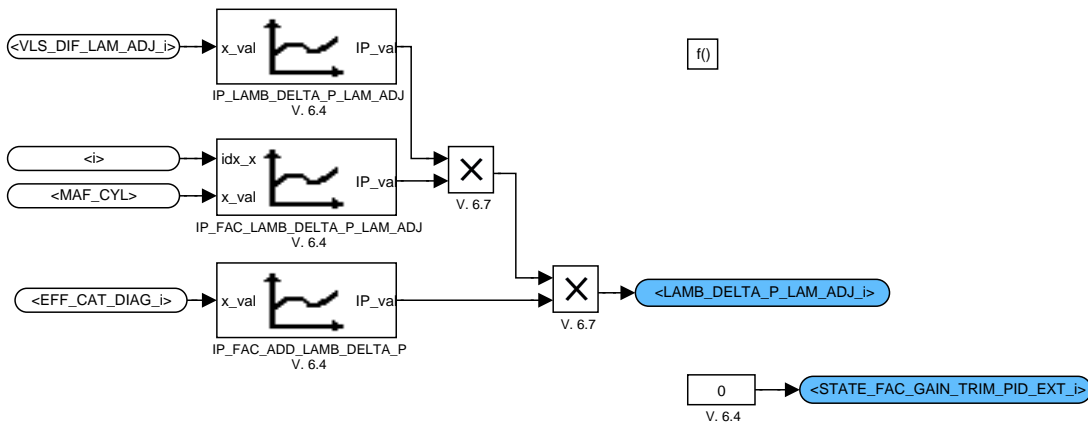 <VLS_DIF_LAM_ADJ_i>
x_val
IP_val
IP_LAMB_DELTA_P_LAM_ADJ
V. 6.4
f()
<i>
idx_x
<MAF_CYL>
x_val
IP_val
IP_FAC_LAMB_DELTA_P_LAM_ADJ
V. 6.4
V. 6.7
<EFF_CAT_DIAG_i>
x_val
IP_val
IP_FAC_ADD_LAMB_DELTA_P
V. 6.4
V. 6.7
<LAMB_DELTA_P_LAM_ADJ_i>
0
V. 6.4
<STATE_FAC_GAIN_TRIM_PID_EXT_i>